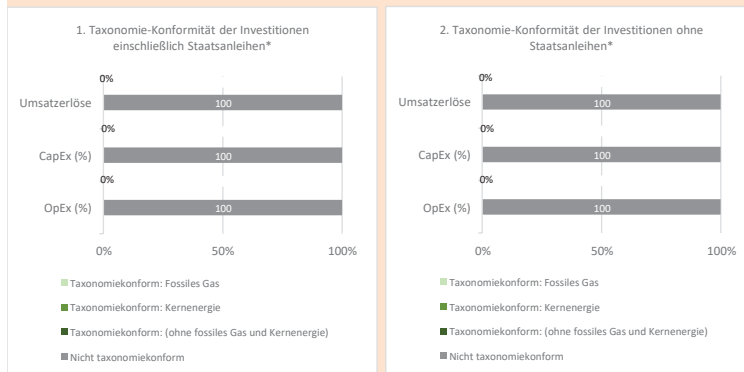 1. Taxonomie-Konformität der Investitionen
einschließlich Staatsanleihen*
0%
Umsatzerlöse
100
0%
CapEx (%)
100
0%
OpEx (%)
100
0%
50%
100%
Taxonomiekonform: Fossiles Gas
Taxonomiekonform: Kernenergie
Taxonomiekonform: (ohne fossiles Gas und Kernenergie)
Nicht taxonomiekonform
2. Taxonomie-Konformität der Investitionen ohne
Staatsanleihen*
0%
Umsatzerlöse
100
0%
CapEx (%)
100
0%
OpEx (%)
100
0%
50%
100%
Taxonomiekonform: Fossiles Gas
Taxonomiekonform: Kernenergie
Taxonomiekonform: (ohne fossiles Gas und Kernenergie)
Nicht taxonomiekonform